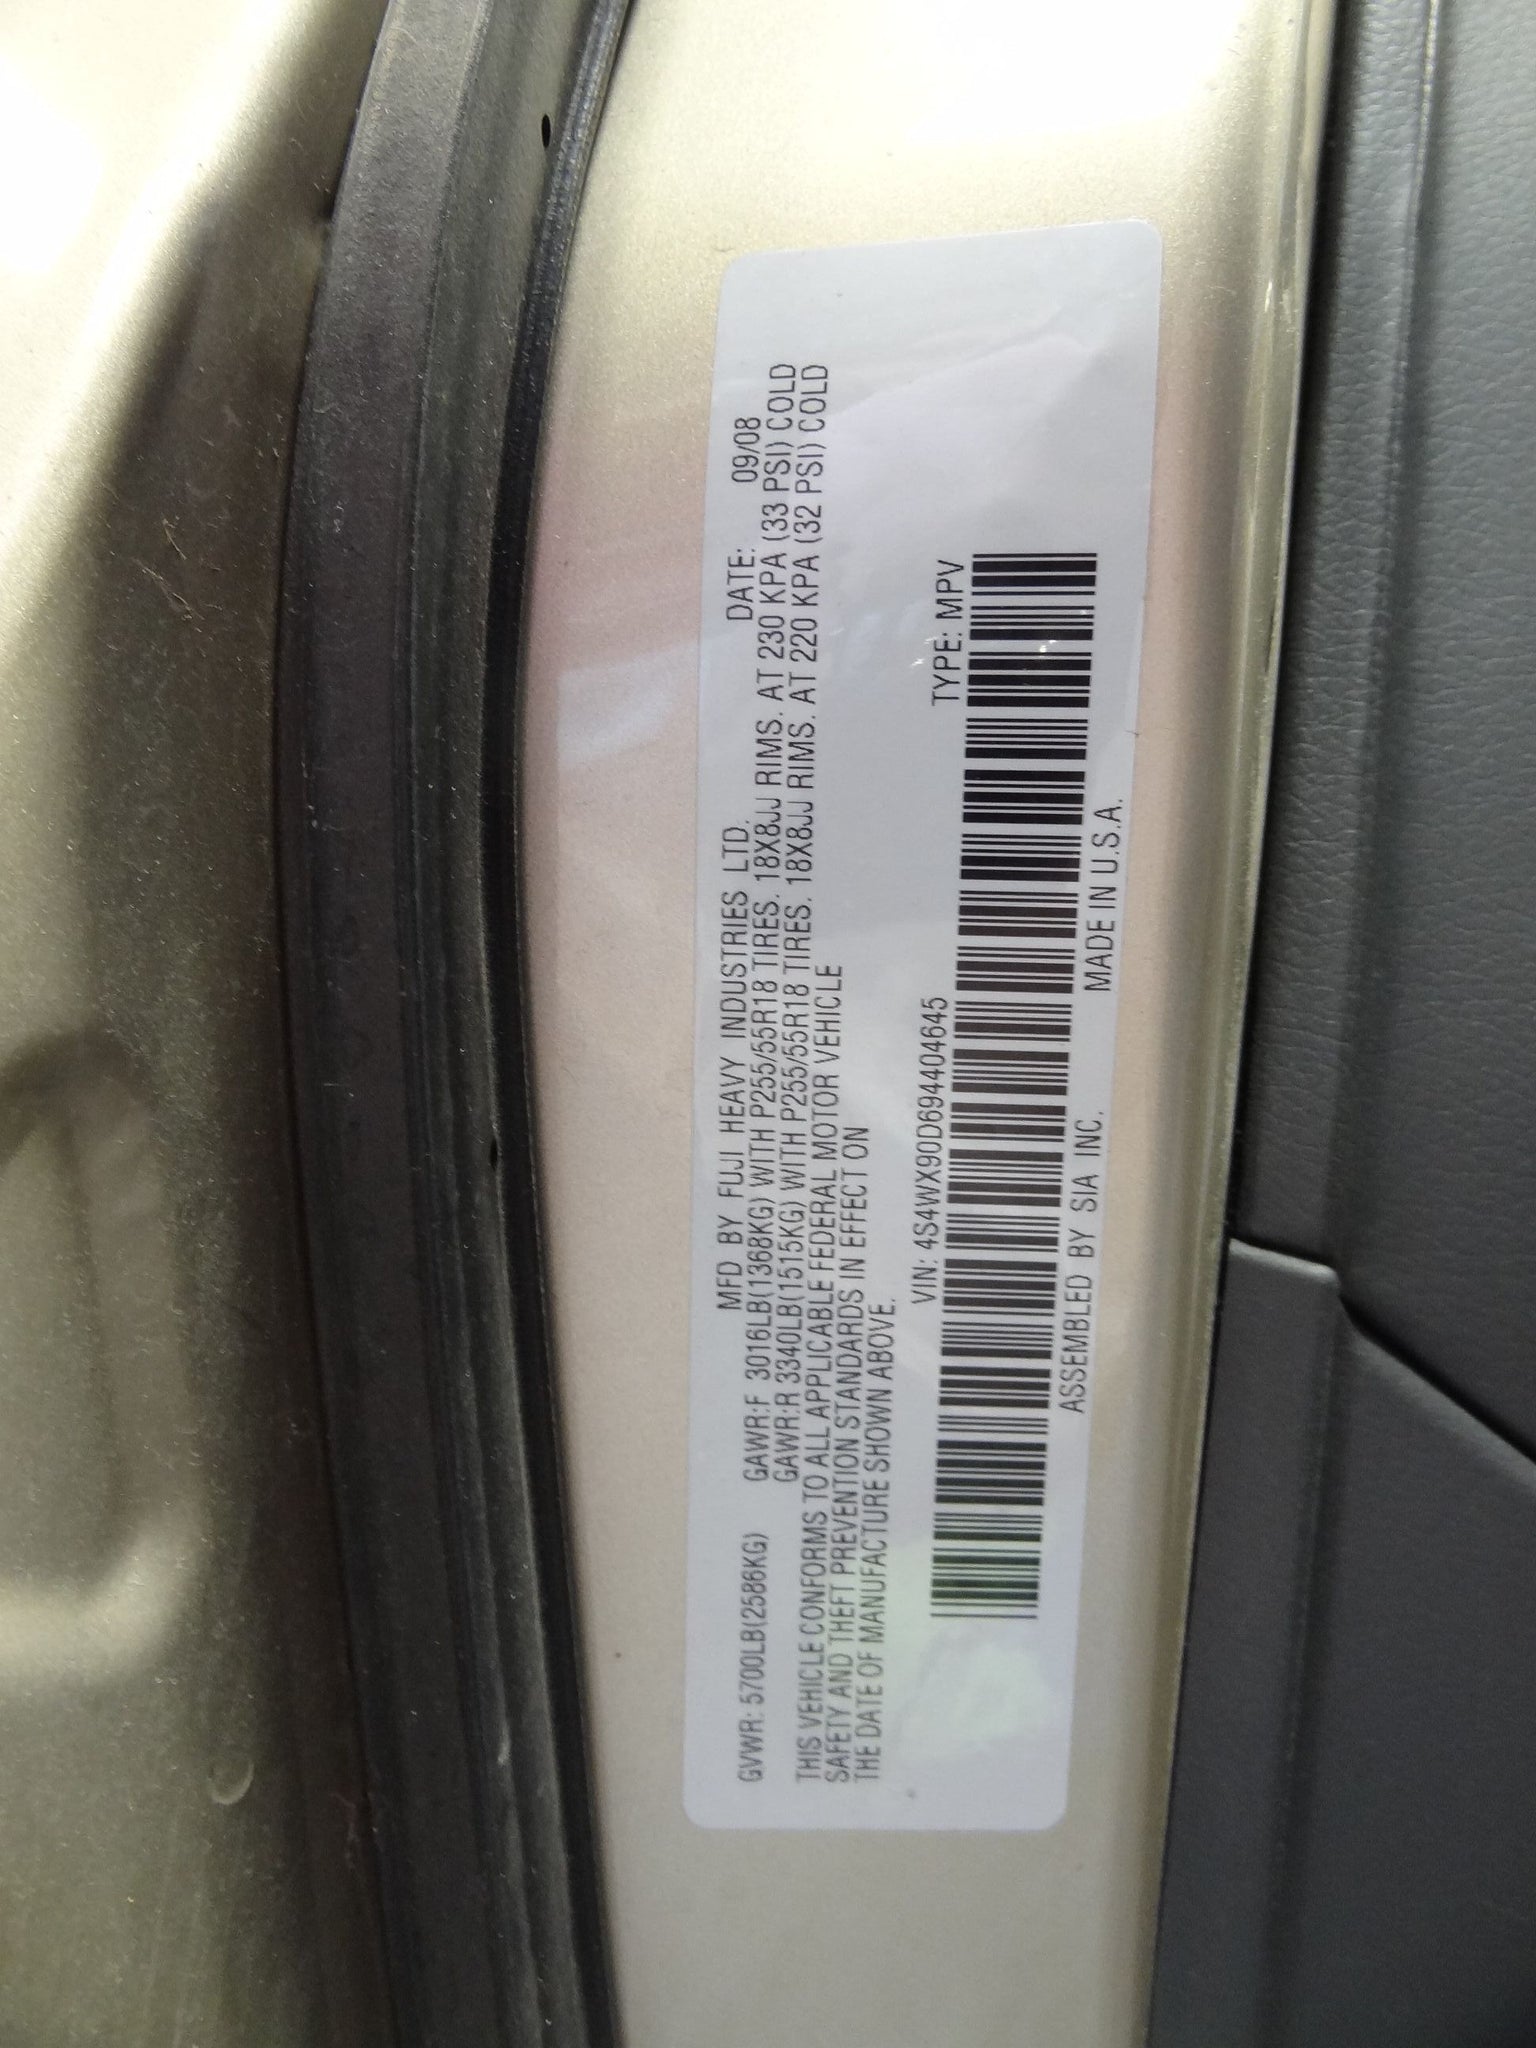 MFD BY FUJI HEAVY INDUSTRIES LTD. DATE: 09/08
GVWR: 5700LB(2586KG) GAWR:F 3016LB(1368KG) WITH P255/55R18 TIRES. 18X8JJ RIMS. AT 230 KPA (33 PSI) COLD
GAWR:R 3340LB(1515KG) WITH P255/55R18 TIRES. 18X8JJ RIMS. AT 220 KPA (32 PSI) COLD
THIS VEHICLE CONFORMS TO ALL APPLICABLE FEDERAL MOTOR VEHICLE
SAFETY AND THEFT PREVENTION STANDARDS IN EFFECT ON
THE DATE OF MANUFACTURE SHOWN ABOVE.
VIN: 4S4WX90D694404645 TYPE: MPV
ASSEMBLED BY SIA INC. MADE IN U.S.A.